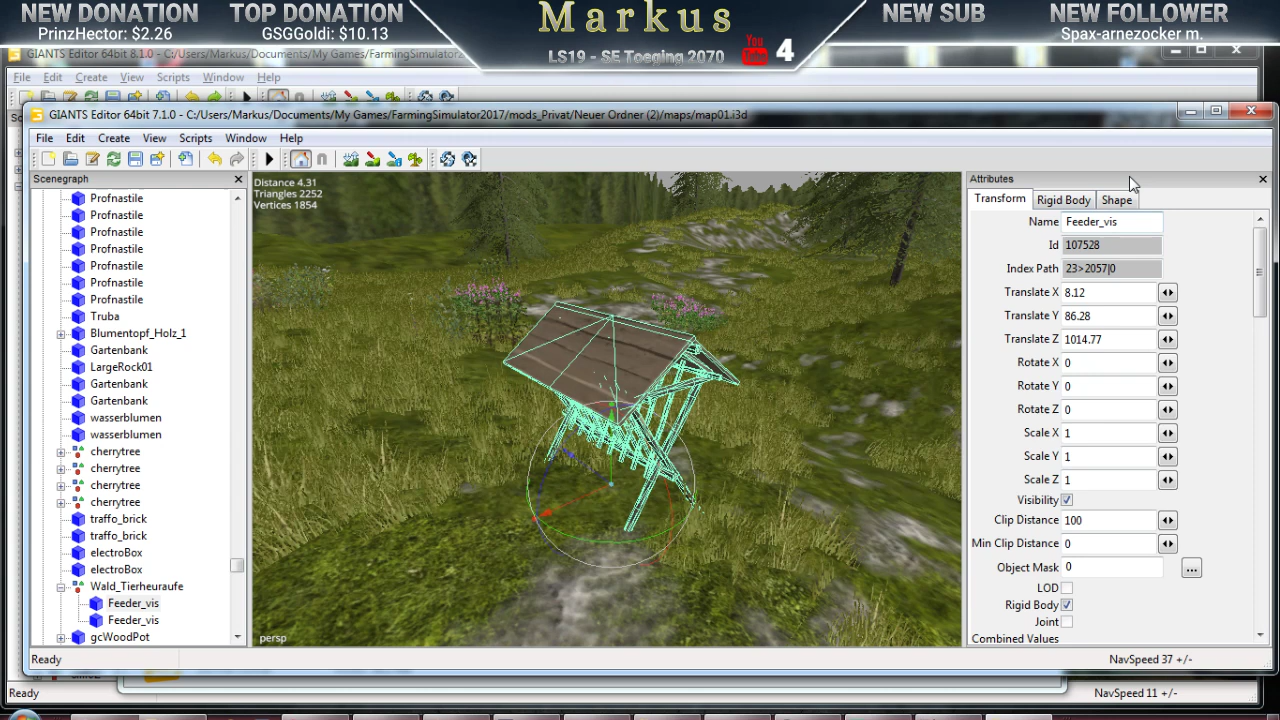 NEW DONATION
PrinzHector: $2.26
TOP DONATION
GSGGoldi: $10.13
Markus
LS19 - SE Toeging 2070
You
Tube
4
NEW SUB
NEW FOLLOWER
Spax-arnezocker m.
GIANTS Editor 64bit 8.1.0 - C:/Users/Markus/Documents/My Games/FarmingSimulator2
File Edit Create View Scripts Window Help
GIANTS Editor 64bit 7.1.0 - C:/Users/Markus/Documents/My Games/FarmingSimulator2017/mods_Privat/Neuer Ordner (2)/maps/map01.i3d
File Edit Create View Scripts Window Help
Scenegraph
Profnastile
Profnastile
Profnastile
Profnastile
Profnastile
Profnastile
Profnastile
Truba
Blumentopf_Holz_1
Gartenbank
LargeRock01
Gartenbank
Gartenbank
wasserblumen
wasserblumen
cherrytree
cherrytree
cherrytree
cherrytree
traffo_brick
traffo_brick
electroBox
electroBox
Wald_Tierheuraufe
Feeder_vis
Feeder_vis
gcWoodPot
Distance 4.31
Triangles 2252
Vertices 1854
persp
Attributes
Transform Rigid Body Shape
Name Feeder_vis
Id 107528
Index Path 23>2057|0
Translate X 8.12
Translate Y 86.28
Translate Z 1014.77
Rotate X 0
Rotate Y 0
Rotate Z 0
Scale X 1
Scale Y 1
Scale Z 1
Visibility
Clip Distance 100
Min Clip Distance 0
Object Mask 0 ...
LOD
Rigid Body
Joint
Combined Values
Ready
NavSpeed 37 +/-
Ready
NavSpeed 11 +/-